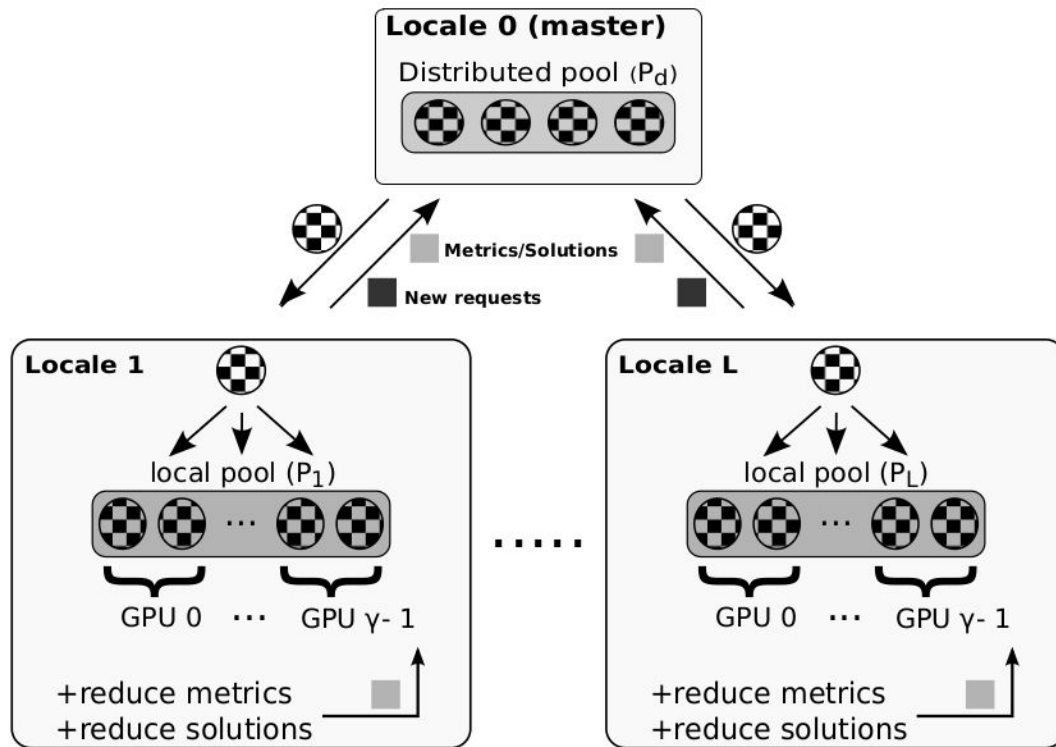 Locale 0 (master)
Distributed pool (Pd)
Metrics/Solutions
New requests
Locale 1
local pool (P1)
...
GPU 0 ... GPU γ- 1
+reduce metrics
+reduce solutions
.....
Locale L
local pool (PL)
...
GPU 0 ... GPU γ- 1
+reduce metrics
+reduce solutions